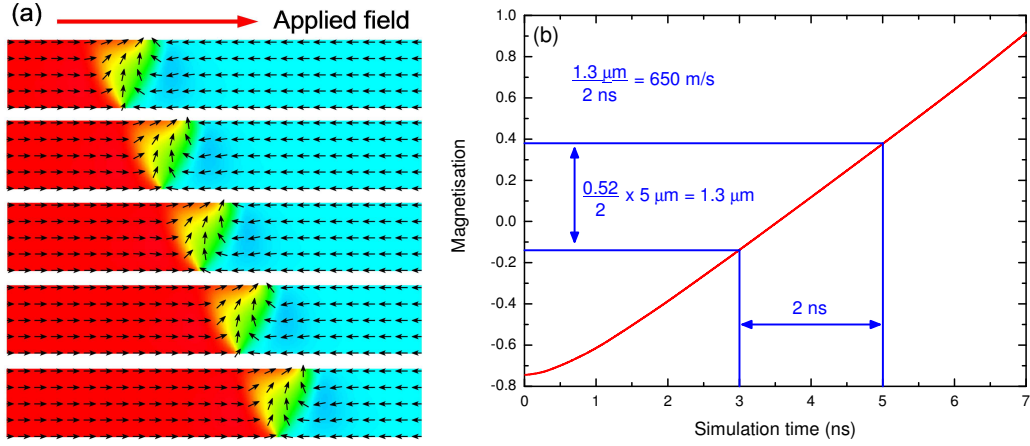 (a)
Applied field
(b)
1.0
0.8
0.6
0.4
0.2
0.0
-0.2
-0.4
-0.6
-0.8
Magnetisation
1.3 μm
2 ns
= 650 m/s
0.52
2
x 5 μm = 1.3 μm
2 ns
0 1 2 3 4 5 6 7
Simulation time (ns)